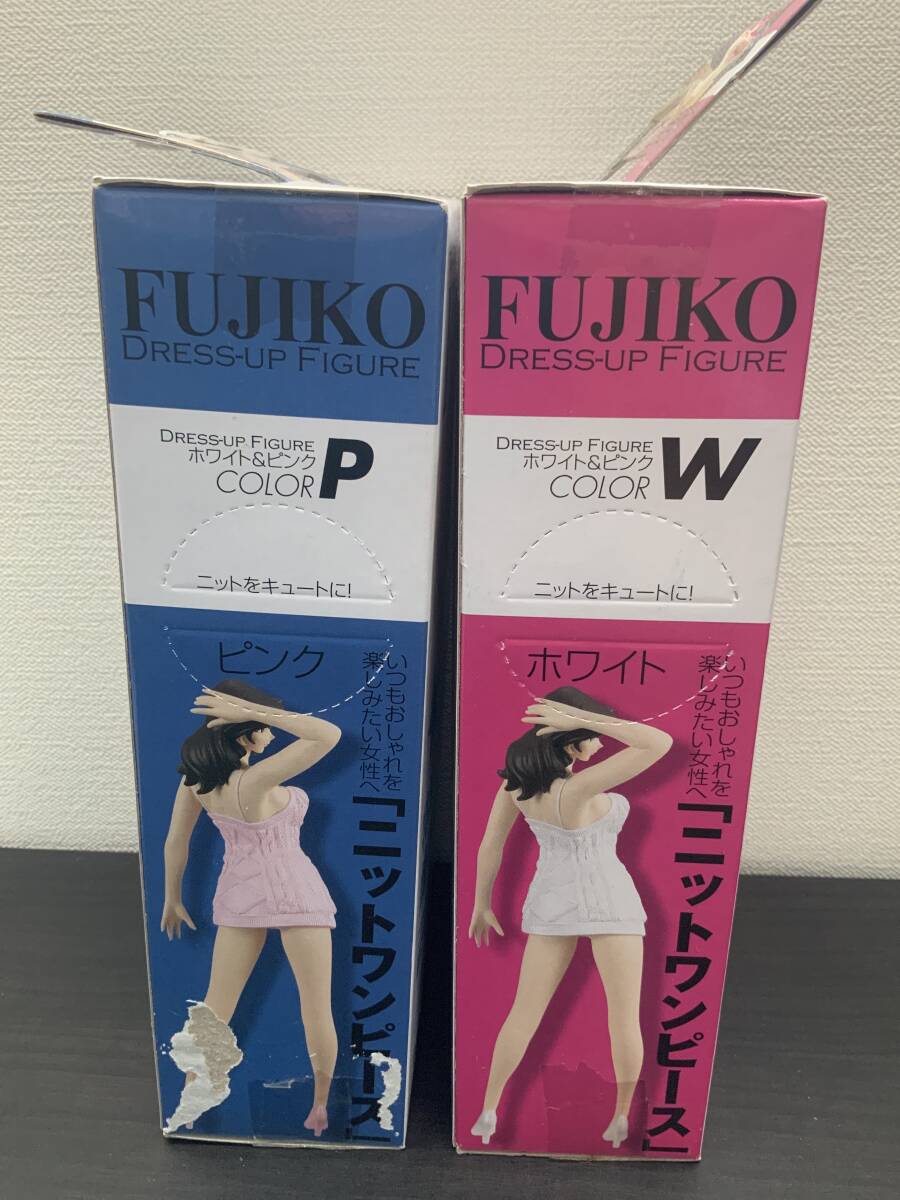 FUJIKO
DRESS-UP FIGURE
DRESS-UP FIGURE
ホワイト&ピンク
COLOR P
ニットをキュートに!
ピンク
いつもおしゃれを
楽しみたい女性へ
「ニットワンピース」
FUJIKO
DRESS-UP FIGURE
DRESS-UP FIGURE
ホワイト&ピンク
COLOR W
ニットをキュートに!
ホワイト
いつもおしゃれを
楽しみたい女性へ
「ニットワンピース」